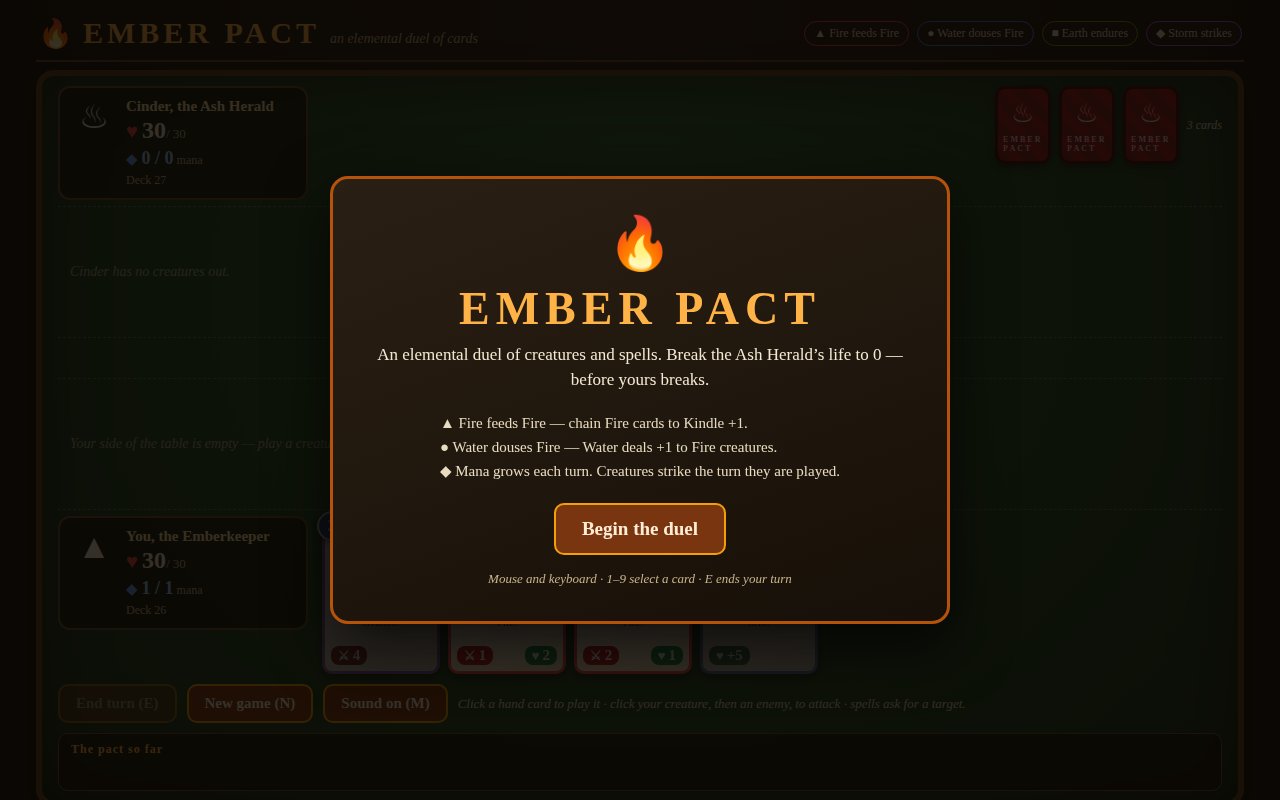 🔥 EMBER PACT an elemental duel of cards
▲ Fire feeds Fire ● Water douses Fire ■ Earth endures ◆ Storm strikes
Cinder, the Ash Herald
♥ 30 / 30
◆ 0 / 0 mana
Deck 27
EMBER PACT
EMBER PACT
EMBER PACT
3 cards
Cinder has no creatures out.
EMBER PACT
An elemental duel of creatures and spells. Break the Ash Herald’s life to 0 —
before yours breaks.
▲ Fire feeds Fire — chain Fire cards to Kindle +1.
● Water douses Fire — Water deals +1 to Fire creatures.
◆ Mana grows each turn. Creatures strike the turn they are played.
Begin the duel
Mouse and keyboard · 1–9 select a card · E ends your turn
Your side of the table is empty — play a
You, the Emberkeeper
♥ 30 / 30
◆ 1 / 1 mana
Deck 26
⚔ 4
⚔ 1 ♥ 2
⚔ 2 ♥ 1
♥ +5
End turn (E) New game (N) Sound on (M) Click a hand card to play it · click your creature, then an enemy, to attack · spells ask for a target.
The pact so far